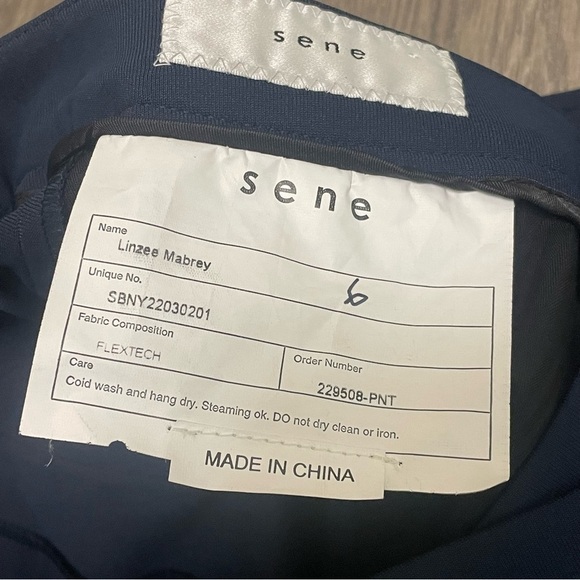 sene
sene
Name
Linzee Mabrey
6
Unique No.
SBNY22030201
Fabric Composition
FLEXTECH
Order Number
229508-PNT
Care
Cold wash and hang dry. Steaming ok. DO not dry clean or iron.
MADE IN CHINA